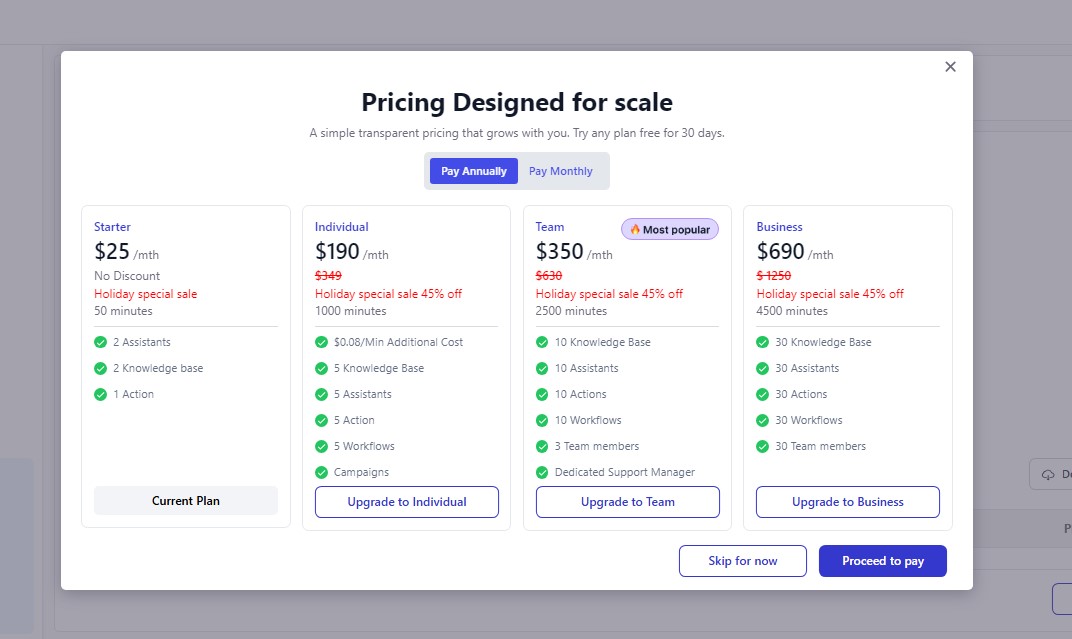 Pricing Designed for scale
A simple transparent pricing that grows with you. Try any plan free for 30 days.
Pay Annually
Pay Monthly
Starter
$25 /mth
No Discount
Holiday special sale
50 minutes
2 Assistants
2 Knowledge base
1 Action
Current Plan
Individual
$190 /mth
$349
Holiday special sale 45% off
1000 minutes
$0.08/Min Additional Cost
5 Knowledge Base
5 Assistants
5 Action
5 Workflows
Campaigns
Upgrade to Individual
Team
🔥 Most popular
$350 /mth
$630
Holiday special sale 45% off
2500 minutes
10 Knowledge Base
10 Assistants
10 Actions
10 Workflows
3 Team members
Dedicated Support Manager
Upgrade to Team
Business
$690 /mth
$ 1250
Holiday special sale 45% off
4500 minutes
30 Knowledge Base
30 Assistants
30 Actions
30 Workflows
30 Team members
Upgrade to Business
Skip for now
Proceed to pay